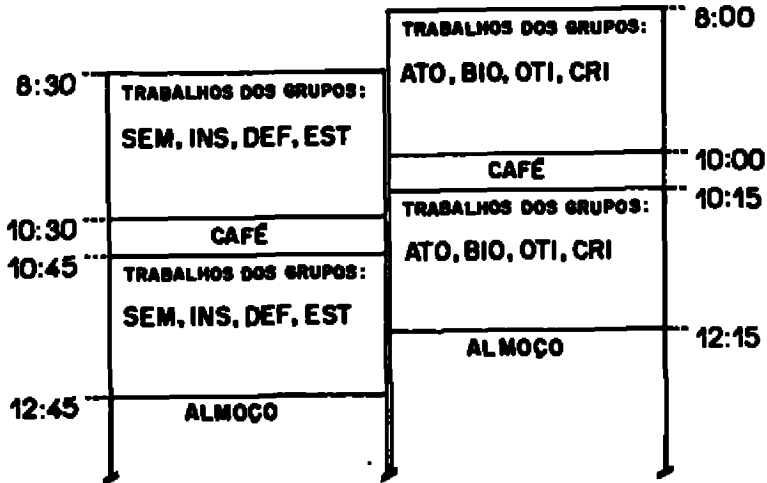 8:30
TRABALHOS DOS GRUPOS:
SEM, INS, DEF, EST
10:30
CAFÉ
10:45
TRABALHOS DOS GRUPOS:
SEM, INS, DEF, EST
12:45
ALMOÇO
8:00
TRABALHOS DOS GRUPOS:
ATO, BIO, OTI, CRI
10:00
CAFÉ
10:15
TRABALHOS DOS GRUPOS:
ATO, BIO, OTI, CRI
12:15
ALMOÇO